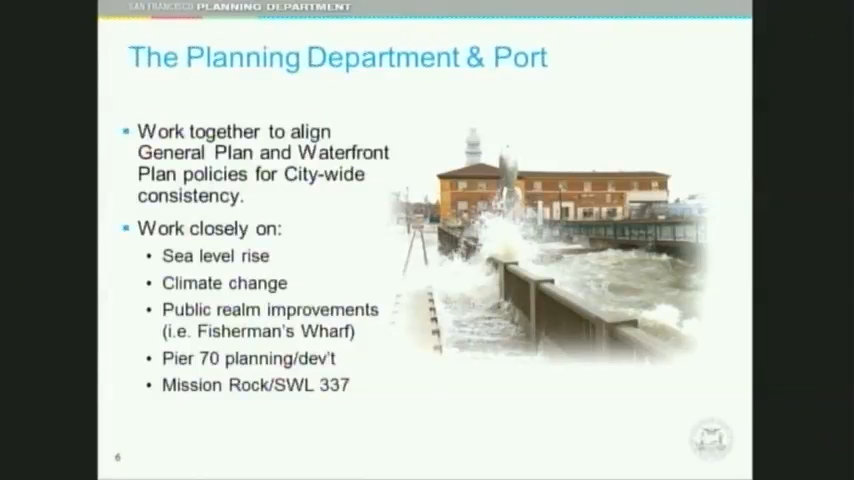 SAN FRANCISCO PLANNING DEPARTMENT
The Planning Department & Port
▪ Work together to align
General Plan and Waterfront
Plan policies for City-wide
consistency.
▪ Work closely on:
• Sea level rise
• Climate change
• Public realm improvements
(i.e. Fisherman's Wharf)
• Pier 70 planning/dev't
• Mission Rock/SWL 337
6